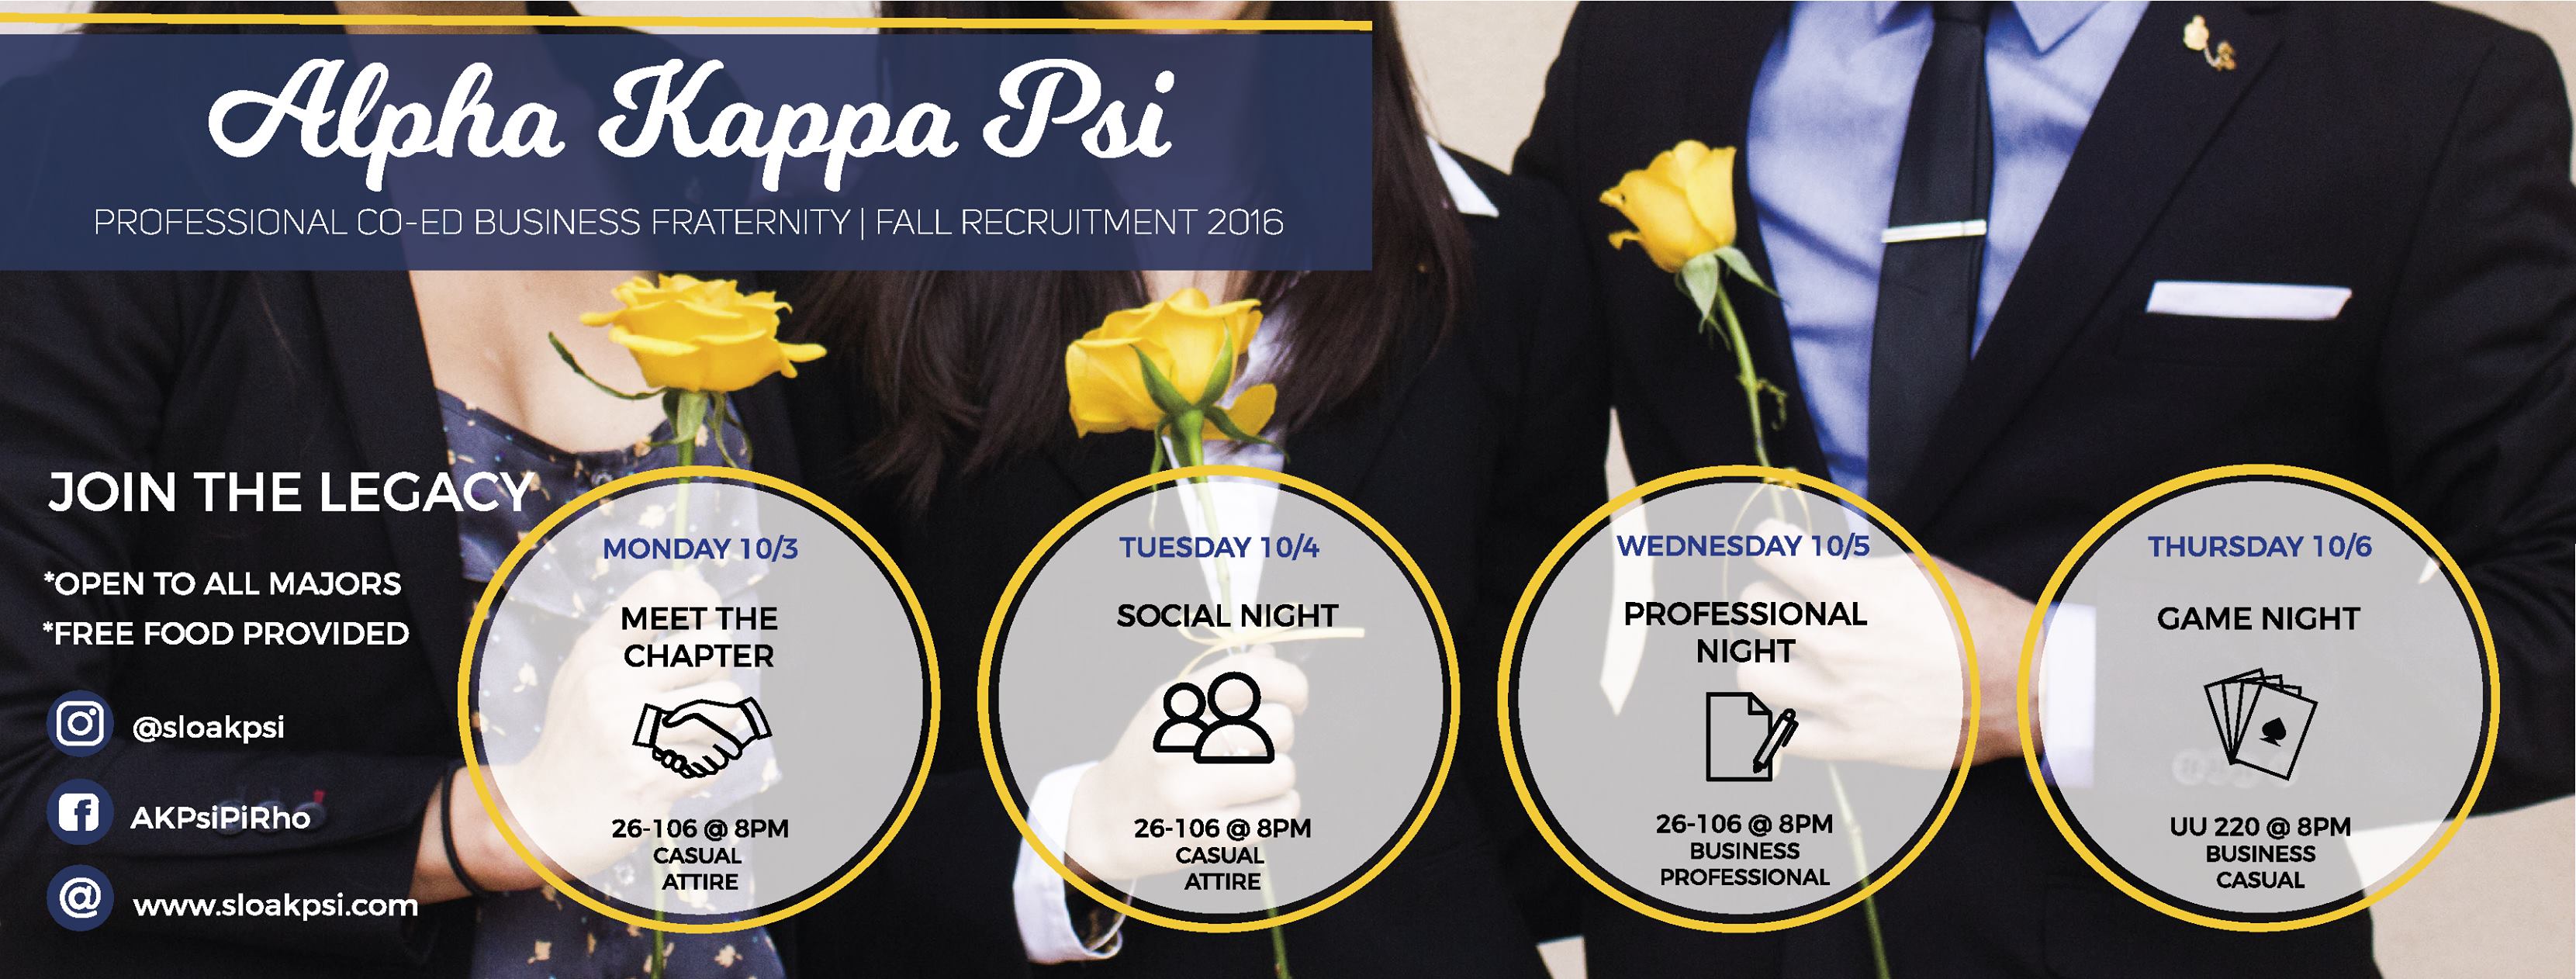 Alpha Kappa Psi
PROFESSIONAL CO-ED BUSINESS FRATERNITY | FALL RECRUITMENT 2016
JOIN THE LEGACY
*OPEN TO ALL MAJORS
*FREE FOOD PROVIDED
@sloakpsi
AKPsiPiRho
www.sloakpsi.com
MONDAY 10/3
MEET THE
CHAPTER
26-106 @ 8PM
CASUAL
ATTIRE
TUESDAY 10/4
SOCIAL NIGHT
26-106 @ 8PM
CASUAL
ATTIRE
WEDNESDAY 10/5
PROFESSIONAL
NIGHT
26-106 @ 8PM
BUSINESS
PROFESSIONAL
THURSDAY 10/6
GAME NIGHT
UU 220 @ 8PM
BUSINESS
CASUAL